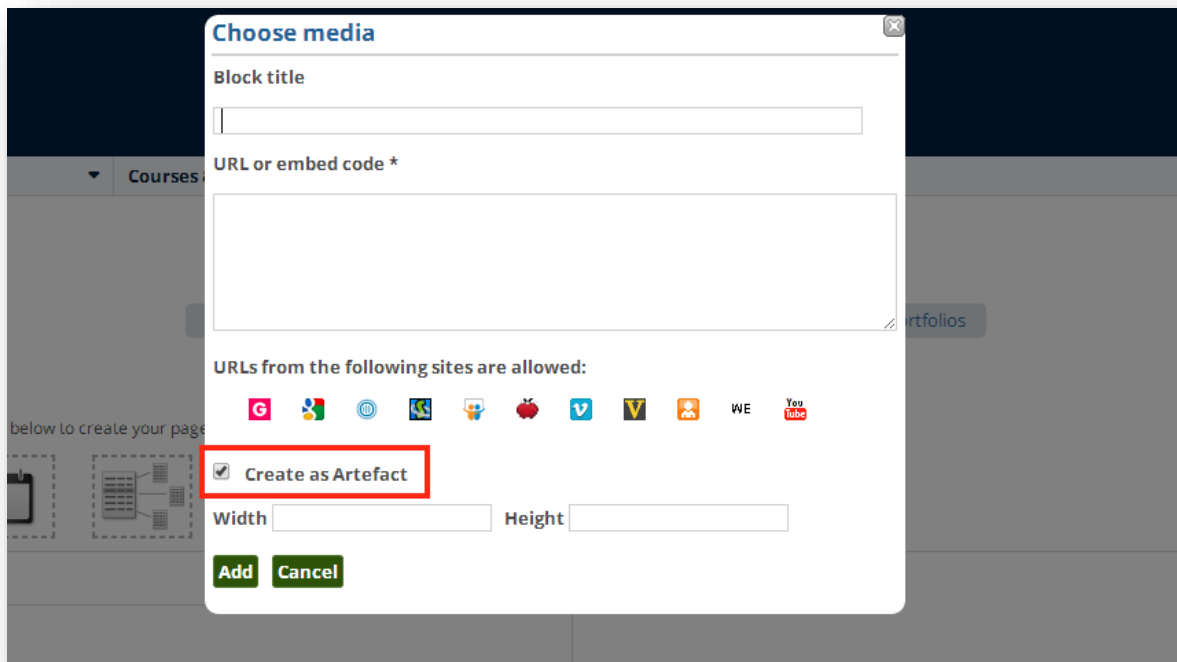 Choose media
Block title
URL or embed code *
Courses
rtfolios
URLs from the following sites are allowed:
G V WE You Tube
below to create your page
Create as Artefact
Width Height
Add Cancel